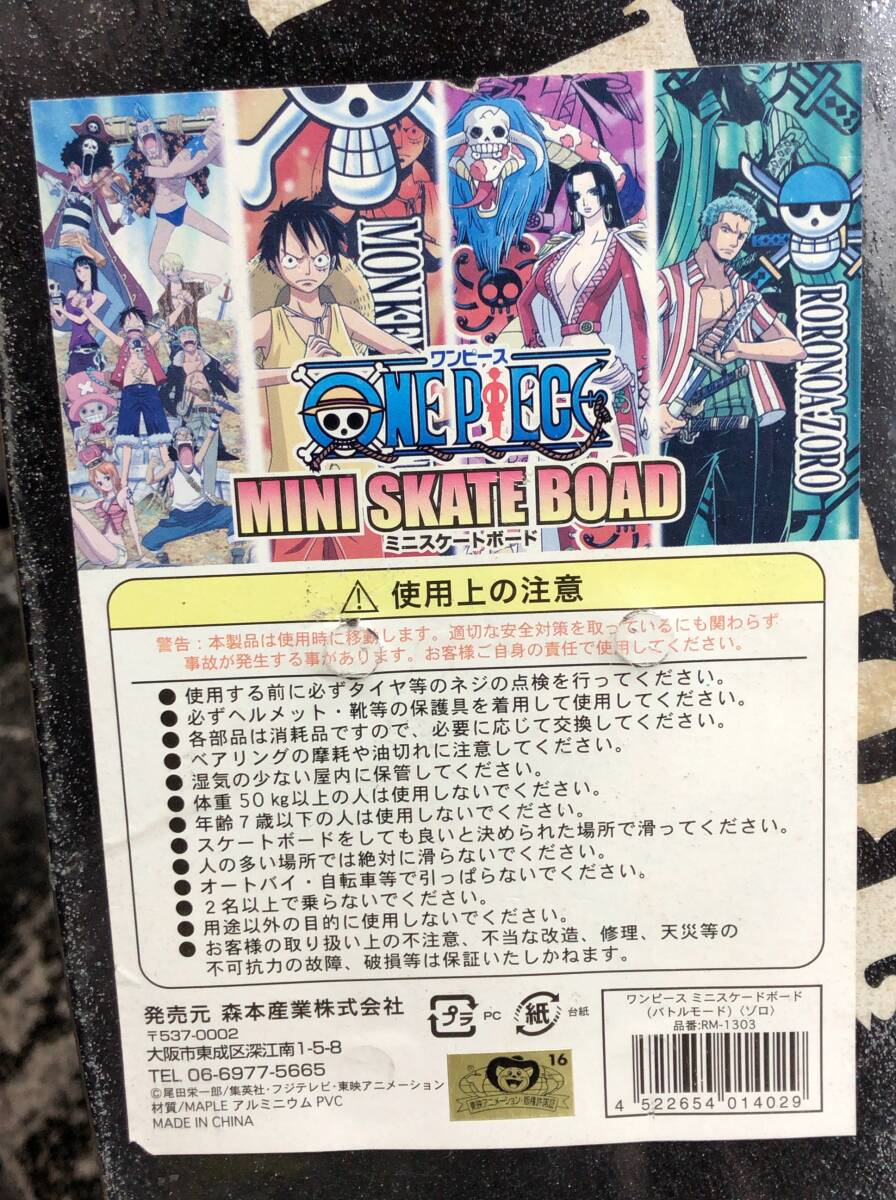 MONKEY
RORONOA・ZORO
ワンピース
ONE PIECE
MINI SKATE BOAD
ミニスケードボード
使用上の注意
警告：本製品は使用時に移動します。適切な安全対策を取っているにも関わらず
事故が発生する事があります。お客様ご自身の責任で使用してください。
●使用する前に必ずタイヤ等のネジの点検を行ってください。
●必ずヘルメット・靴等の保護具を着用して使用してください。
●各部品は消耗品ですので、必要に応じて交換してください。
●ベアリングの摩耗や油切れに注意してください。
●湿気の少ない屋内に保管してください。
●体重50kg以上の人は使用しないでください。
●年齢7歳以下の人は使用しないでください。
●スケートボードをしても良いと決められた場所で滑ってください。
●人の多い場所では絶対に滑らないでください。
●オートバイ・自転車等で引っぱらないでください。
●2名以上で乗らないでください。
●用途以外の目的に使用しないでください。
●お客様の取り扱い上の不注意、不当な改造、修理、天災等の
不可抗力の故障、破損等は保証いたしかねます。
発売元 森本産業株式会社
〒537-0002
大阪市東成区深江南1-5-8
TEL 06-6977-5665
©尾田栄一郎/集英社・フジテレビ・東映アニメーション
材質/MAPLE アルミニウム PVC
MADE IN CHINA
プラ PC 紙 台紙
16
東映アニメーション・版権許諾証
ワンピース ミニスケードボード
(バトルモード)〈ゾロ〉
品番:RM-1303
4 522654 014029